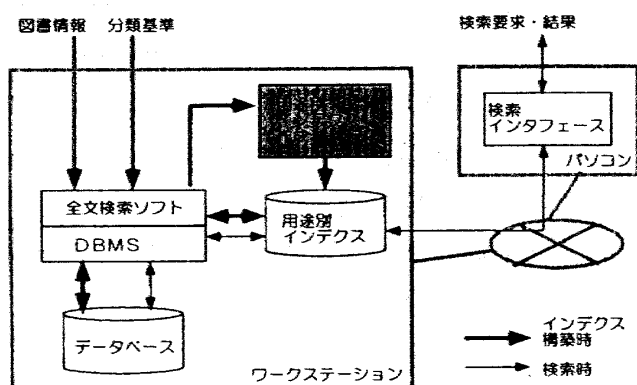 図書情報
分類基準
検索要求・結果
検索
インタフェース
パソコン
全文検索ソフト
DBMS
用途別
インデクス
データベース
ワークステーション
インデクス
構築時
検索時